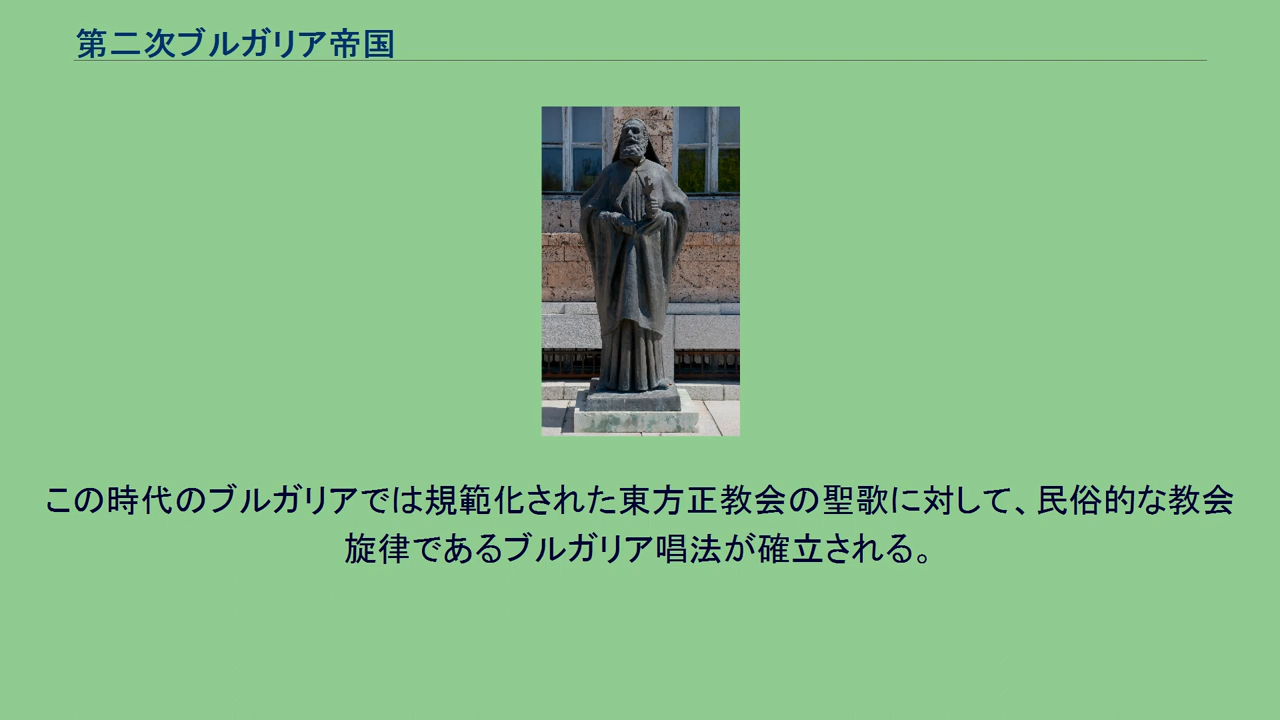 第二次ブルガリア帝国
この時代のブルガリアでは規範化された東方正教会の聖歌に対して、民俗的な教会
旋律であるブルガリア唱法が確立される。